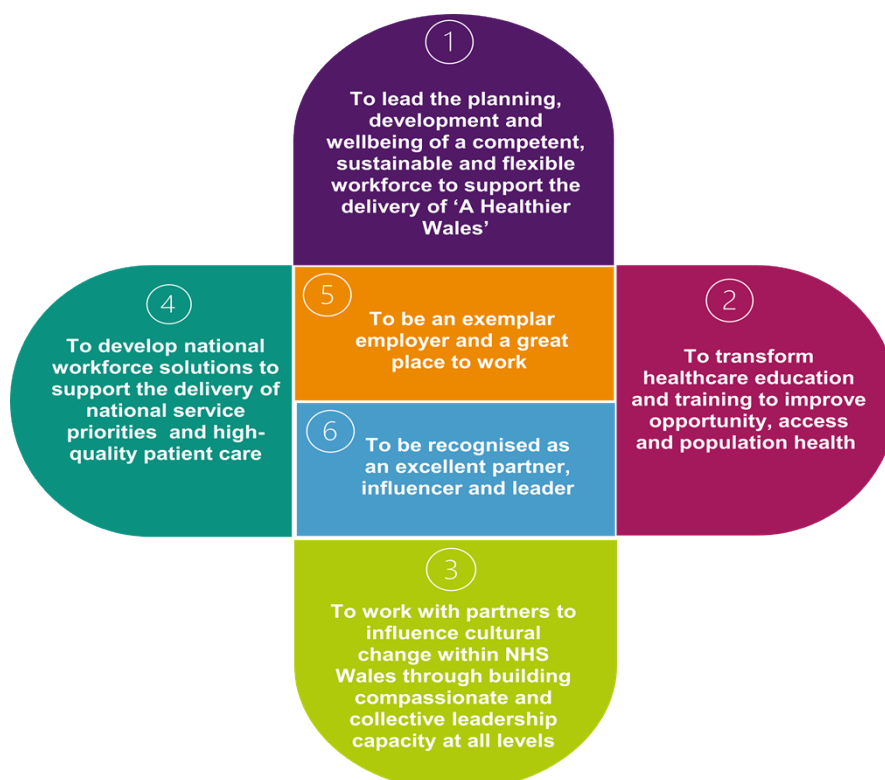 1
To lead the planning,
development and
wellbeing of a competent,
sustainable and flexible
workforce to support the
delivery of ‘A Healthier
Wales’
4
To develop national
workforce solutions to
support the delivery of
national service
priorities and high-
quality patient care
5
To be an exemplar
employer and a great
place to work
6
To be recognised as
an excellent partner,
influencer and leader
2
To transform
healthcare education
and training to improve
opportunity, access
and population health
3
To work with partners to
influence cultural
change within NHS
Wales through building
compassionate and
collective leadership
capacity at all levels